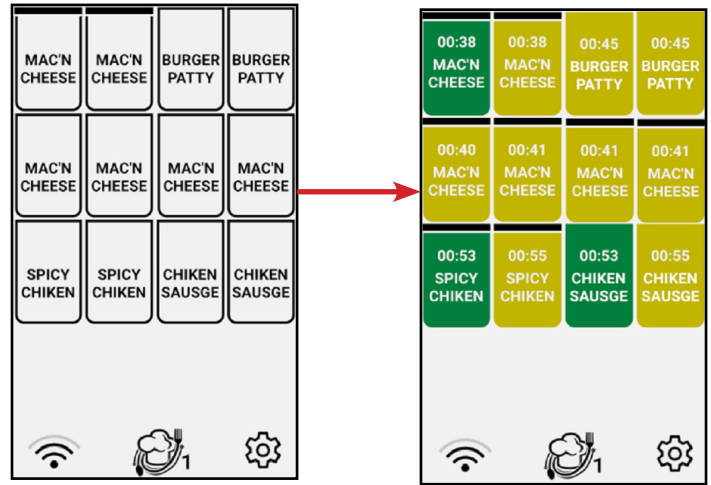 MAC'N MAC'N BURGER BURGER
CHEESE CHEESE PATTY PATTY
MAC'N MAC'N MAC'N MAC'N
CHEESE CHEESE CHEESE CHEESE
SPICY SPICY CHIKEN CHIKEN
CHIKEN CHIKEN SAUSGE SAUSGE
1
00:38 00:38 00:45 00:45
MAC'N MAC'N BURGER BURGER
CHEESE CHEESE PATTY PATTY
00:40 00:41 00:41 00:41
MAC'N MAC'N MAC'N MAC'N
CHEESE CHEESE CHEESE CHEESE
00:53 00:55 00:53 00:55
SPICY SPICY CHIKEN CHIKEN
CHIKEN CHIKEN SAUSGE SAUSGE
1